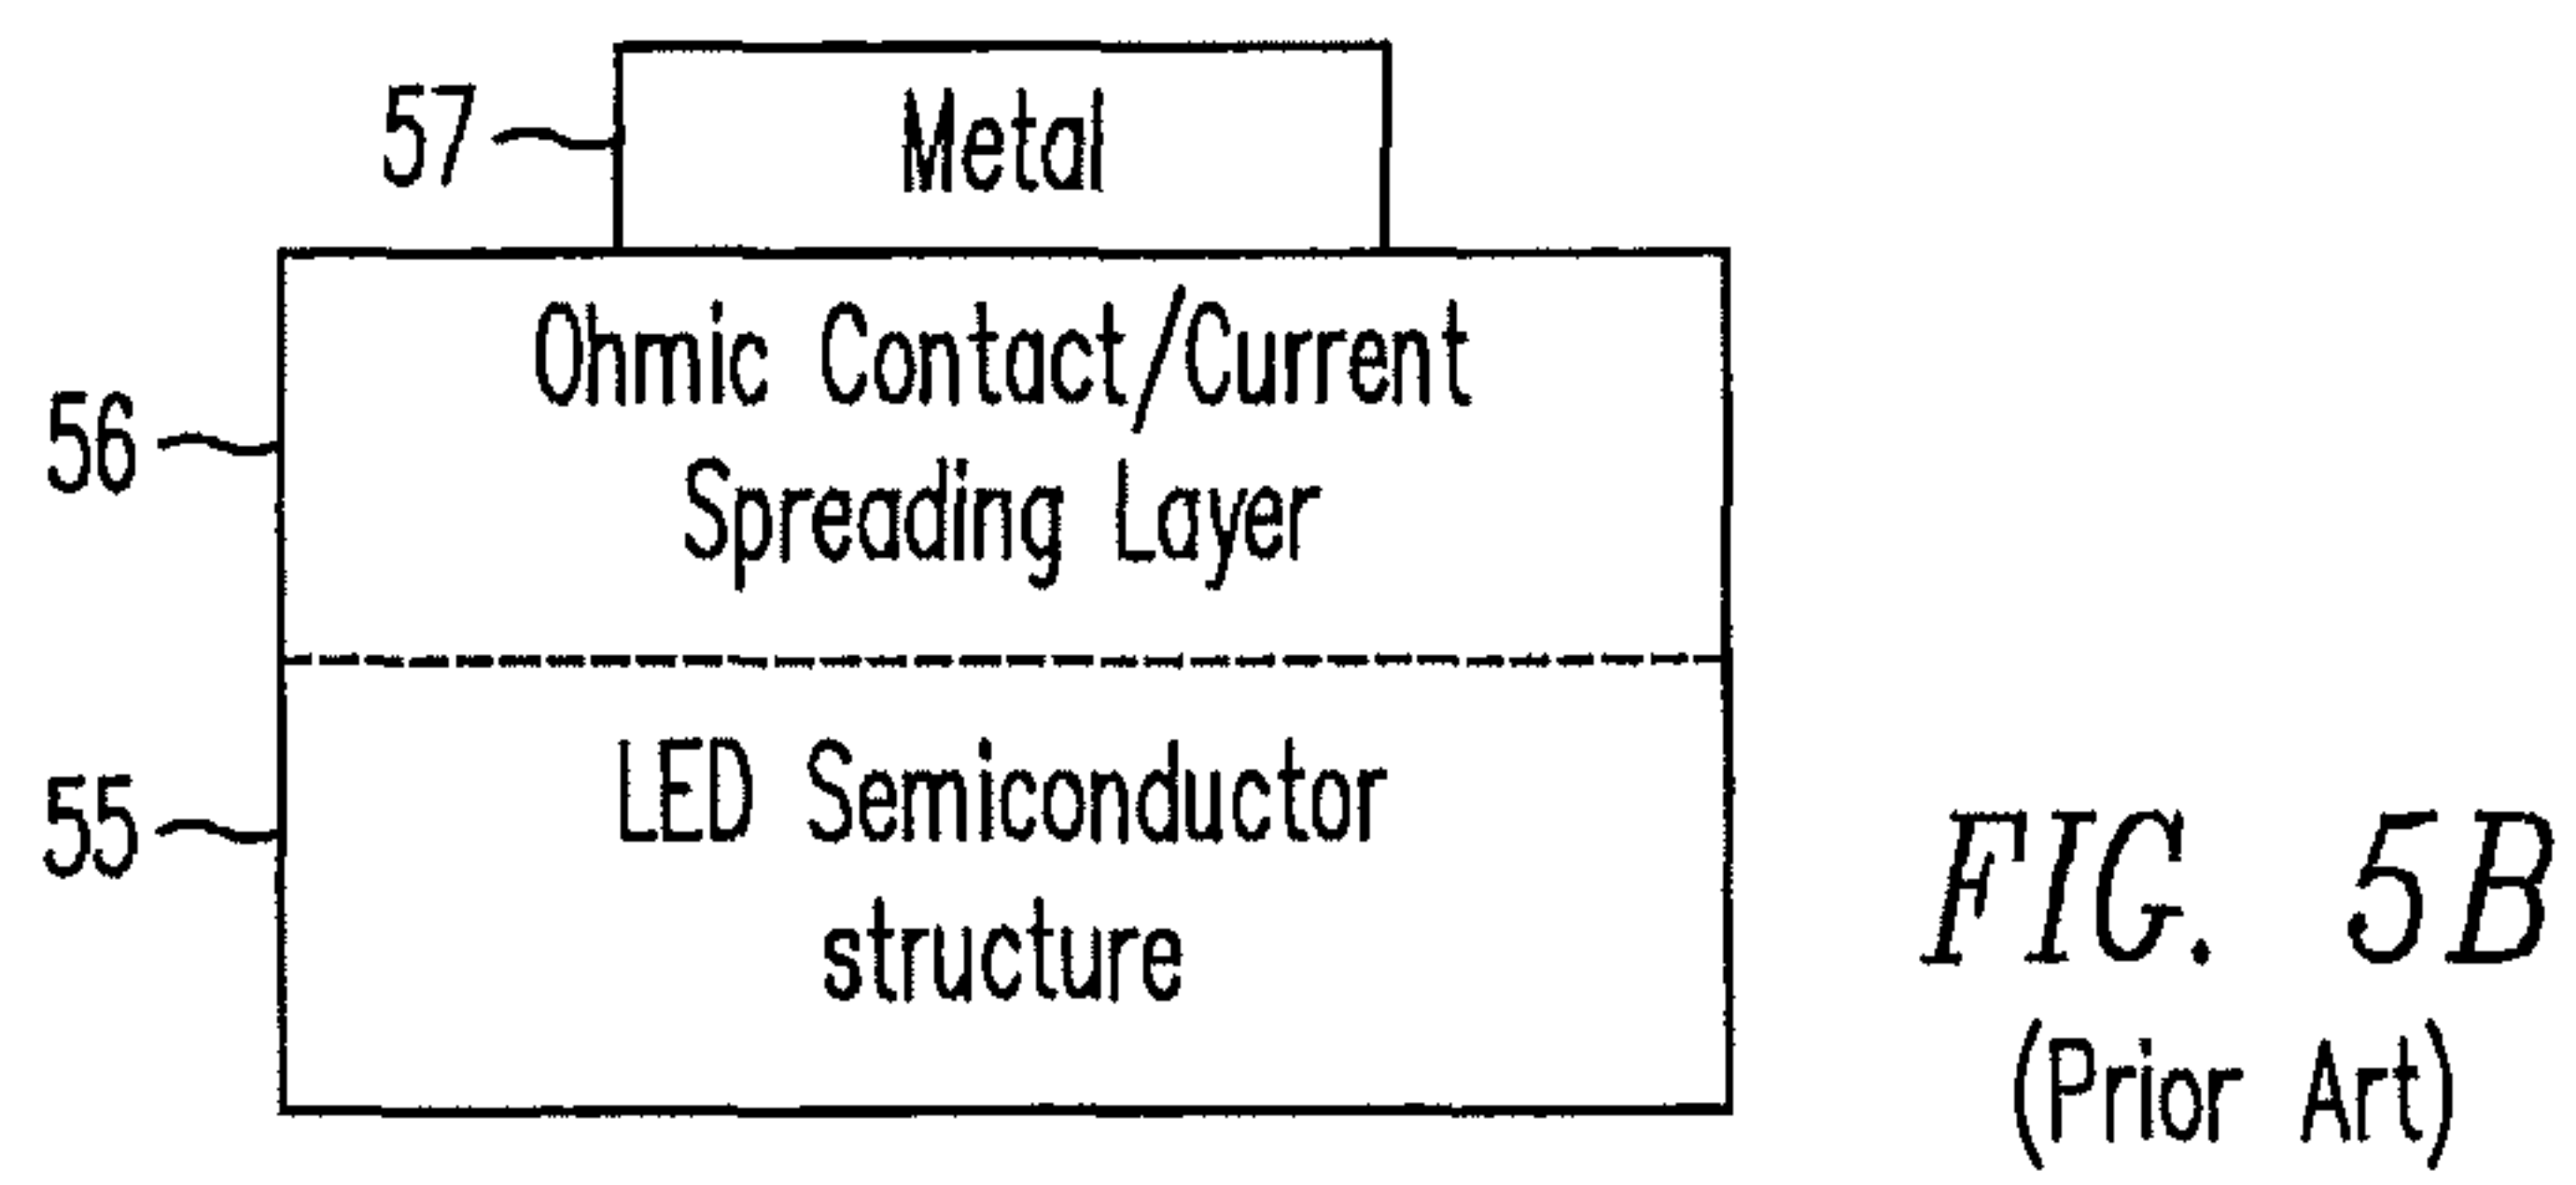 57
Metal
56
Ohmic Contact/Current
Spreading Layer
55
LED Semiconductor
structure
FIG. 5B
(Prior Art)